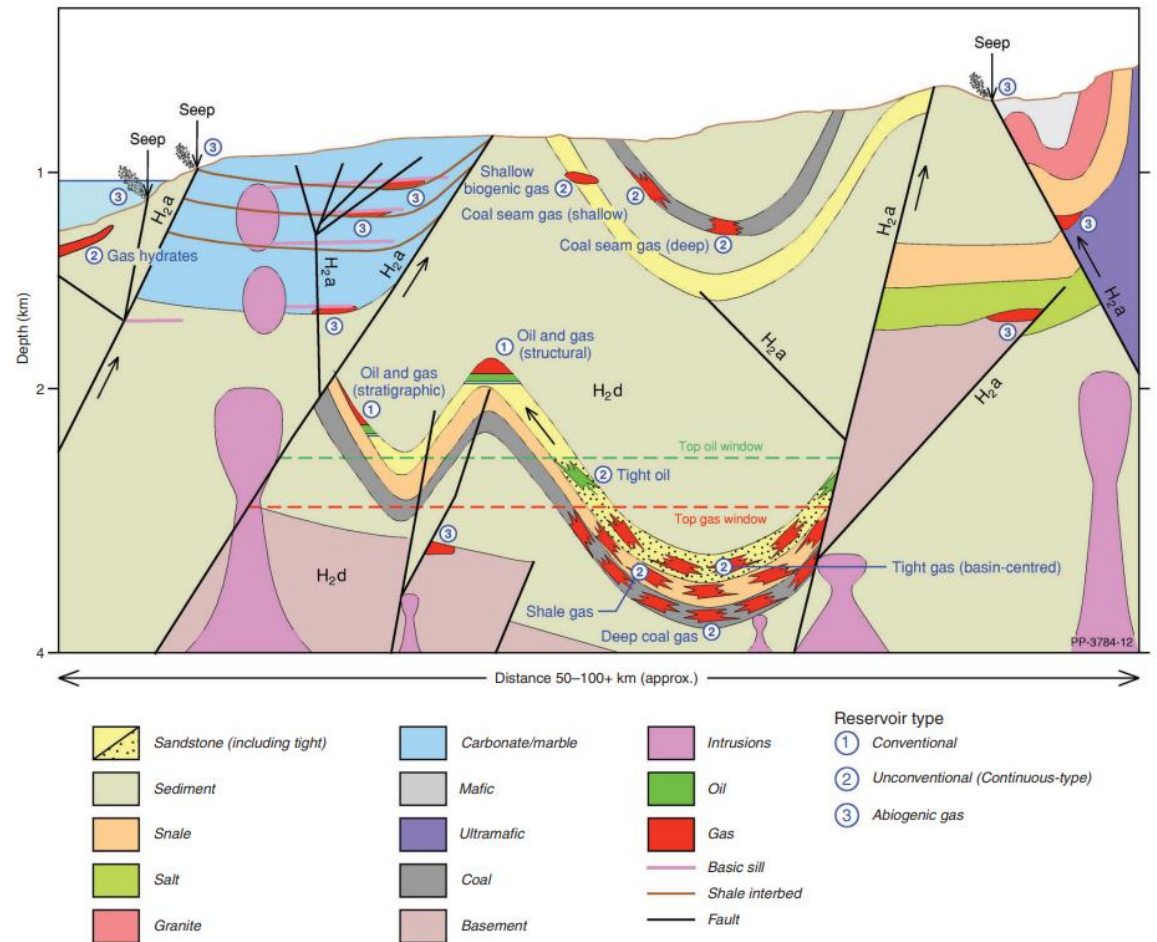 Seep
3
Seep
3
Seep
3
1
3
2 Gas hydrates
H2a
H2a
H2a
3
3
3
Shallow
biogenic gas
2
Coal seam gas (shallow)
2
Coal seam gas (deep)
2
H2a
H2a
H2a
3
H2a
3
Depth (km)
2
Oil and gas
(stratigraphic)
1
1
Oil and gas
(structural)
H2d
Top oil window
2 Tight oil
Top gas window
3
H2d
2
2
Tight gas (basin-centred)
Shale gas
Deep coal gas 2
PP-3784-12
4
Distance 50–100+ km (approx.)
Sandstone (including tight)
Sediment
Snale
Salt
Granite
Carbonate/marble
Mafic
Ultramafic
Coal
Basement
Intrusions
Oil
Gas
Basic sill
Shale interbed
Fault
Reservoir type
1 Conventional
2 Unconventional (Continuous-type)
3 Abiogenic gas